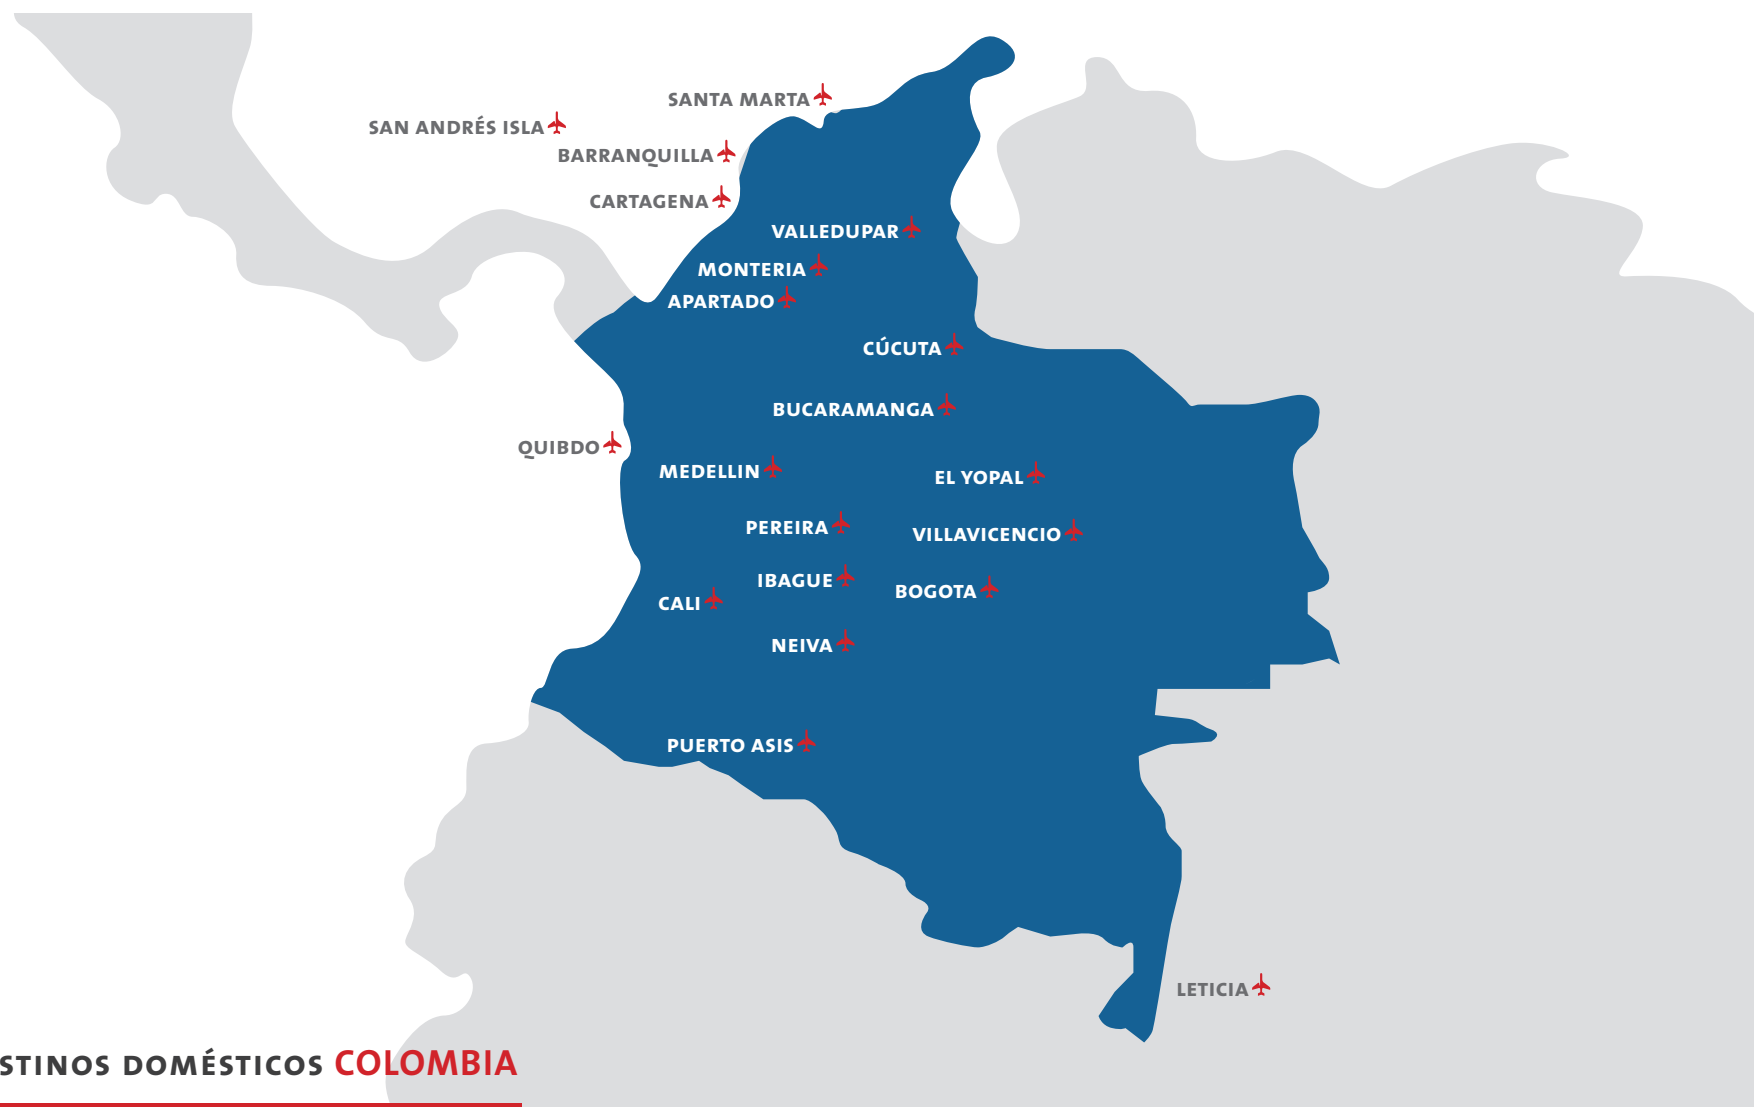 SANTA MARTA
SAN ANDRÉS ISLA
BARRANQUILLA
CARTAGENA
VALLEDUPAR
MONTERIA
APARTADO
CÚCUTA
BUCARAMANGA
QUIBDO
MEDELLIN
EL YOPAL
PEREIRA
VILLAVICENCIO
IBAGUE
BOGOTA
CALI
NEIVA
PUERTO ASIS
LETICIA
STINOS DOMÉSTICOS COLOMBIA